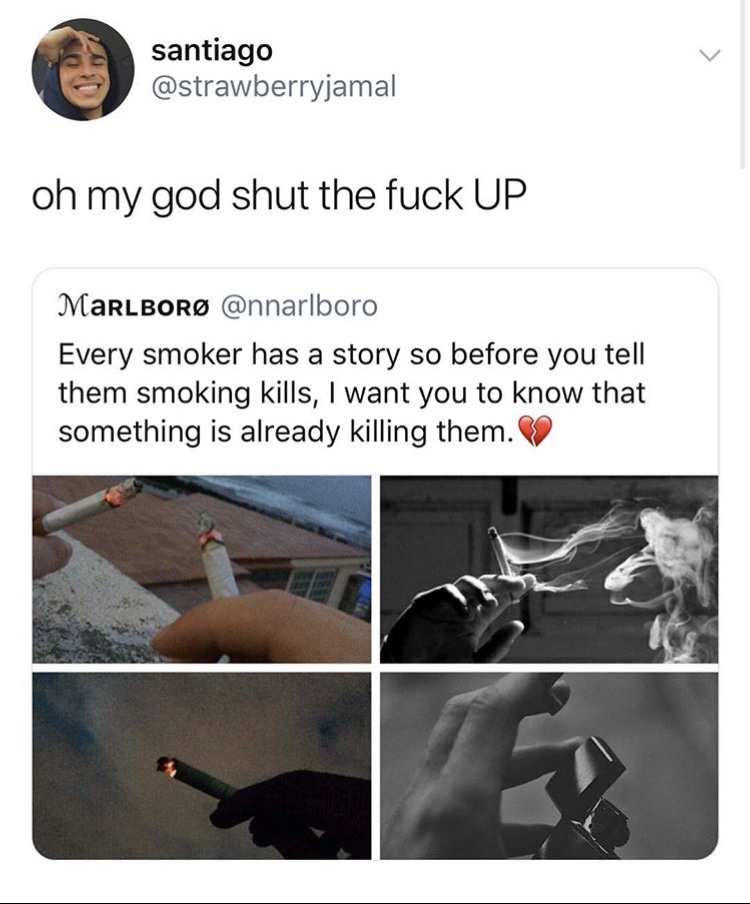 santiago
@strawberryjamal
oh my god shut the fuck UP
ℳARLBORØ @nnarlboro
Every smoker has a story so before you tell
them smoking kills, I want you to know that
something is already killing them.💔